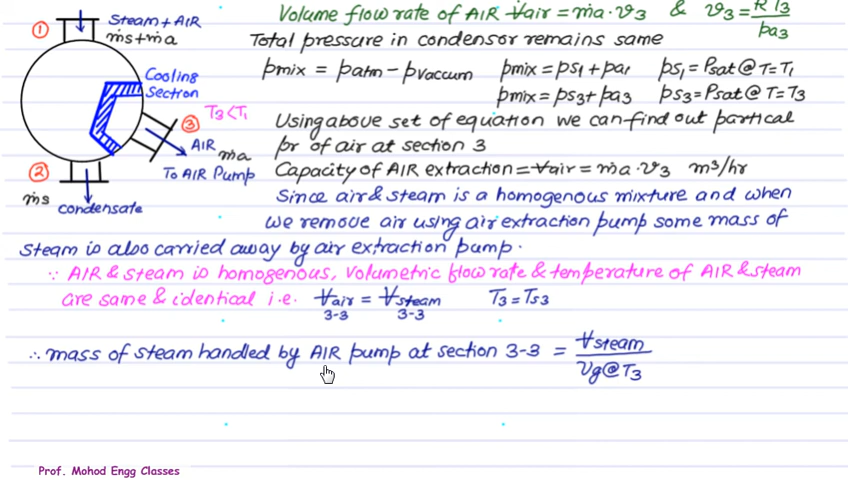 ① Steam + AIR
ṁs+ṁa
Cooling
Section
T3<T1
③ AIR ṁa
To AIR Pump
②
ṁs
condensate
Volume flow rate of AIR V̶̇air = ṁa·v3 & v3 = RT3/pa3
Total pressure in condensor remains same
pmix = patm - pvaccum pmix = ps1 + pa1 ps1 = Psat@T=T1
pmix = ps3 + pa3 ps3 = Psat@T=T3
Using above set of equation we can find out partical
pr of air at section 3
Capacity of AIR extraction = V̶air = ṁa·v3 m³/hr
Since air & steam is a homogenous mixture and when
we remove air using air extraction pump some mass of
steam is also carried away by air extraction pump.
∵ AIR & steam is homogenous, volumetric flow rate & temperature of AIR & steam
are same & identical i.e. V̶air 3-3 = V̶steam 3-3 T3 = Ts3
∴ mass of steam handled by AIR pump at section 3-3 = V̶steam/vg@T3
Prof. Mohod Engg Classes